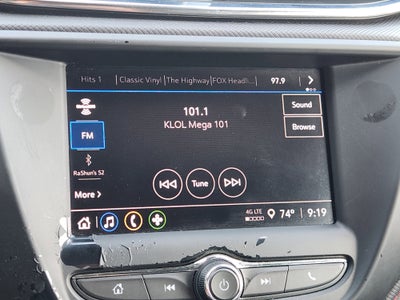 Hits 1 Classic Vinyl The Highway FOX Headl... 97.9
101.1
KLOL Mega 101
Sound
FM
Browse
RaShun's S2
Tune
More
4G LTE
74°
9:19